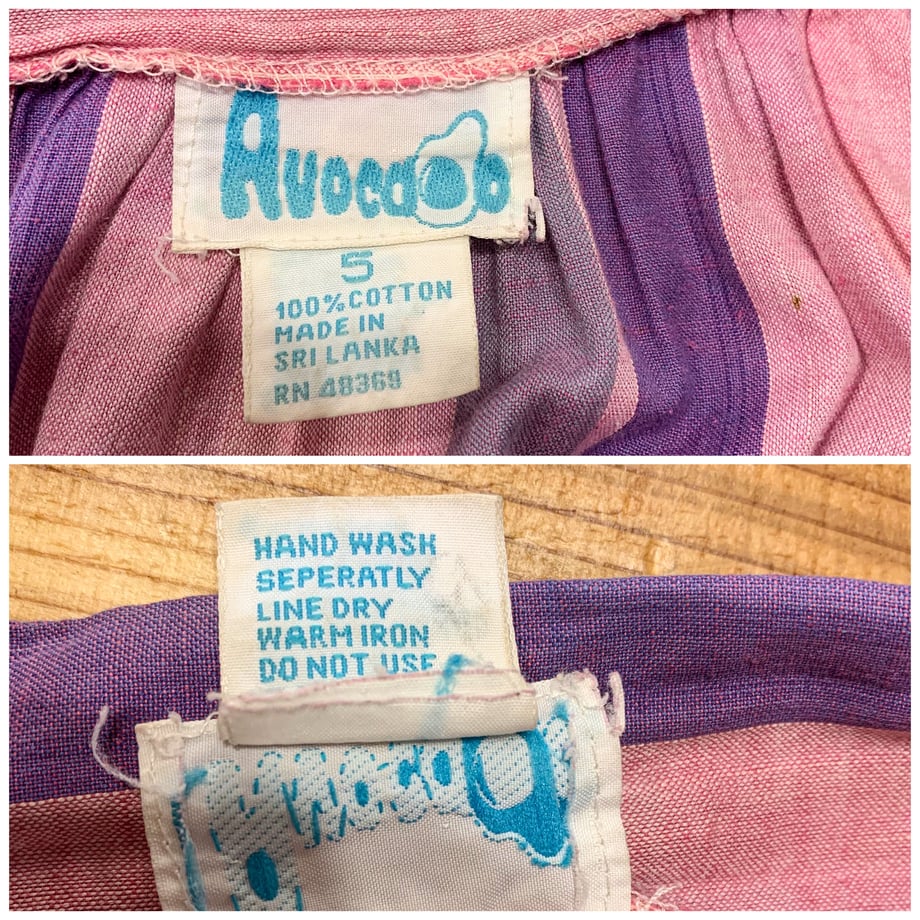 AVOCADO
5
100% COTTON
MADE IN
SRI LANKA
RN 48369
HAND WASH
SEPERATLY
LINE DRY
WARM IRON
DO NOT USE